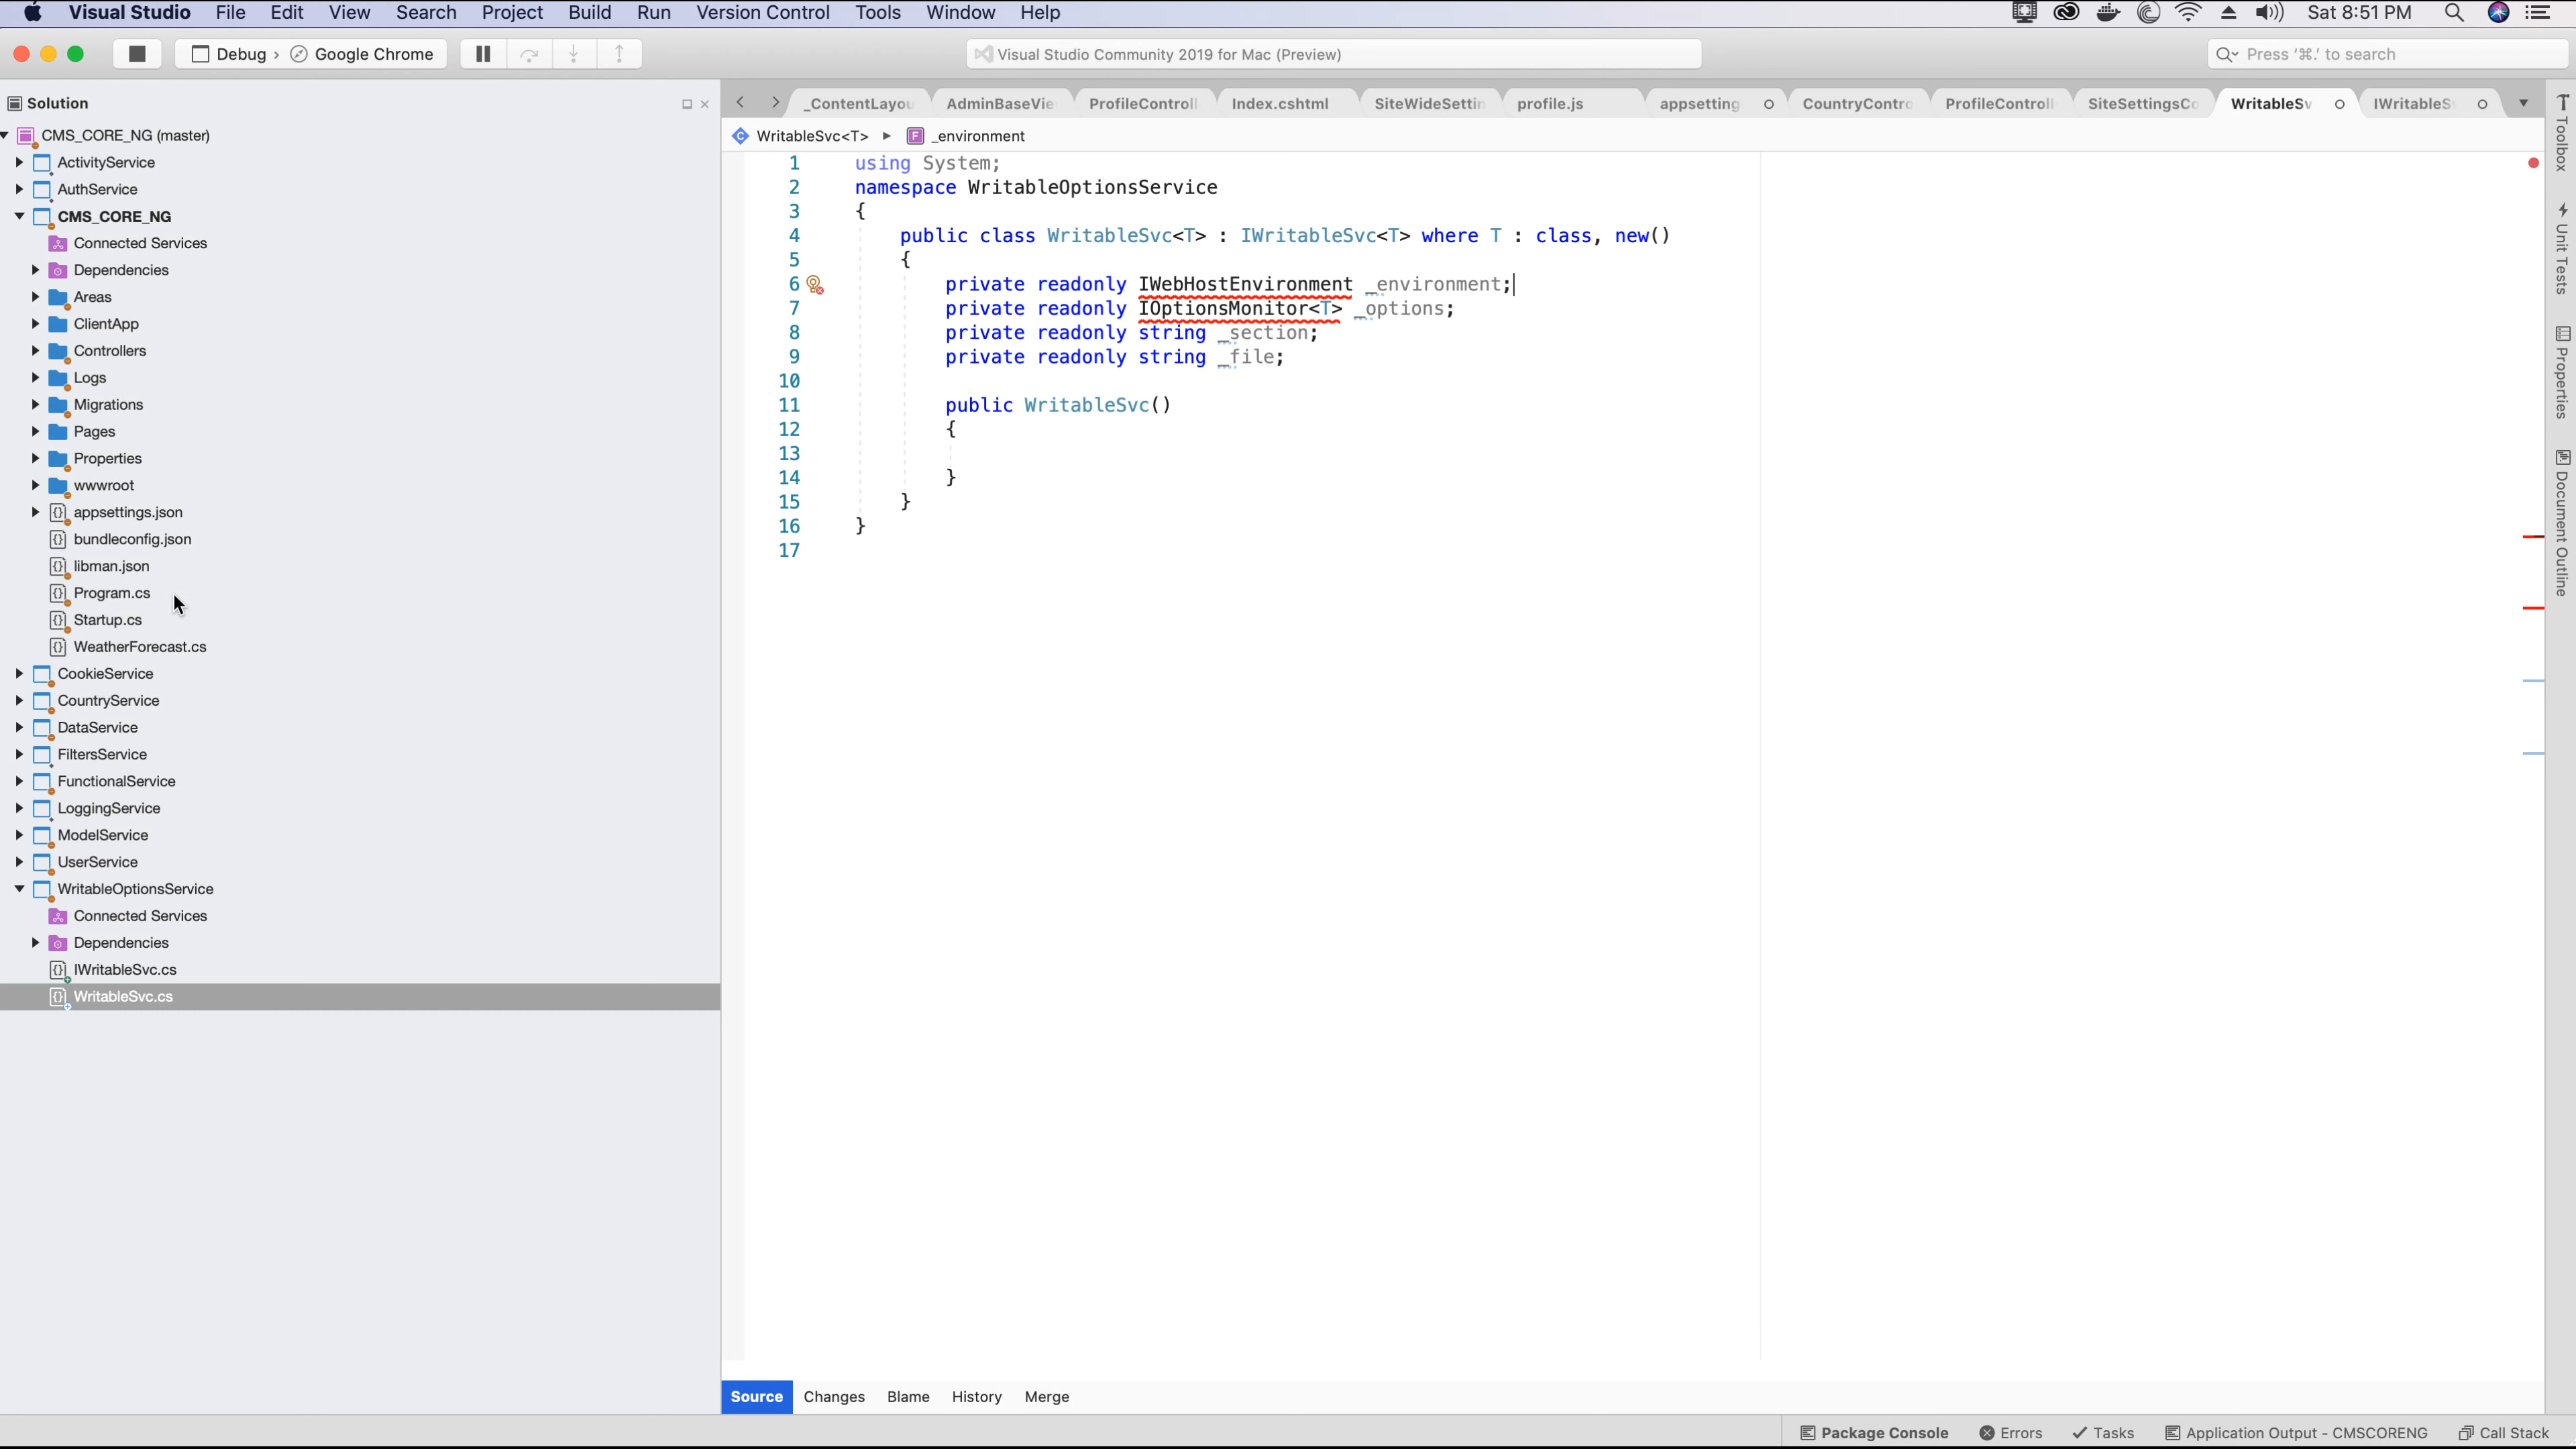 Visual Studio File Edit View Search Project Build Run Version Control Tools Window Help Sat 8:51 PM
Debug › Google Chrome Visual Studio Community 2019 for Mac (Preview) Press '⌘.' to search
Solution
CMS_CORE_NG (master)
ActivityService
AuthService
CMS_CORE_NG
Connected Services
Dependencies
Areas
ClientApp
Controllers
Logs
Migrations
Pages
Properties
wwwroot
appsettings.json
bundleconfig.json
libman.json
Program.cs
Startup.cs
WeatherForecast.cs
CookieService
CountryService
DataService
FiltersService
FunctionalService
LoggingService
ModelService
UserService
WritableOptionsService
Connected Services
Dependencies
IWritableSvc.cs
WritableSvc.cs
_ContentLayou AdminBaseVie ProfileControll Index.cshtml SiteWideSettin profile.js appsetting CountryContro ProfileControll SiteSettingsCo WritableSv IWritableS
WritableSvc<T> _environment
1 using System;
2 namespace WritableOptionsService
3 {
4 public class WritableSvc<T> : IWritableSvc<T> where T : class, new()
5 {
6 private readonly IWebHostEnvironment _environment;
7 private readonly IOptionsMonitor<T> _options;
8 private readonly string _section;
9 private readonly string _file;
10
11 public WritableSvc()
12 {
13
14 }
15 }
16 }
17
Toolbox
Unit Tests
Properties
Document Outline
Source Changes Blame History Merge
Package Console Errors Tasks Application Output - CMSCORENG Call Stack